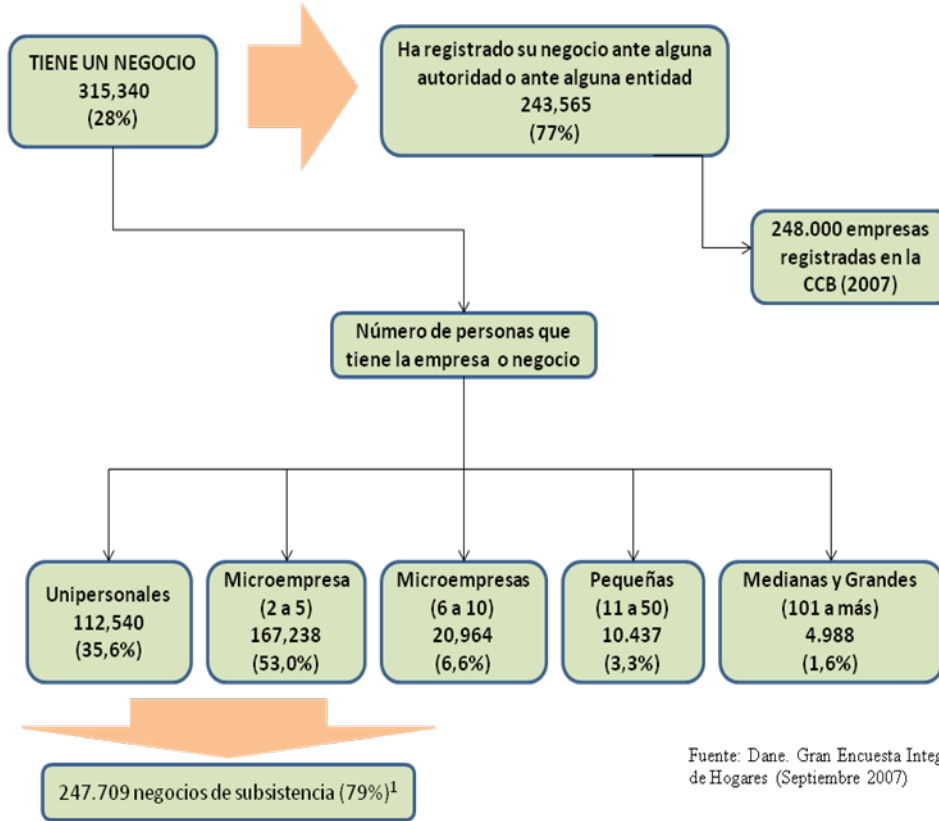 TIENE UN NEGOCIO
315,340
(28%)
Ha registrado su negocio ante alguna
autoridad o ante alguna entidad
243,565
(77%)
248.000 empresas
registradas en la
CCB (2007)
Número de personas que
tiene la empresa o negocio
Unipersonales
112,540
(35,6%)
Microempresa
(2 a 5)
167,238
(53,0%)
Microempresas
(6 a 10)
20,964
(6,6%)
Pequeñas
(11 a 50)
10.437
(3,3%)
Medianas y Grandes
(101 a más)
4.988
(1,6%)
247.709 negocios de subsistencia (79%)¹
Fuente: Dane. Gran Encuesta Integ
de Hogares (Septiembre 2007)